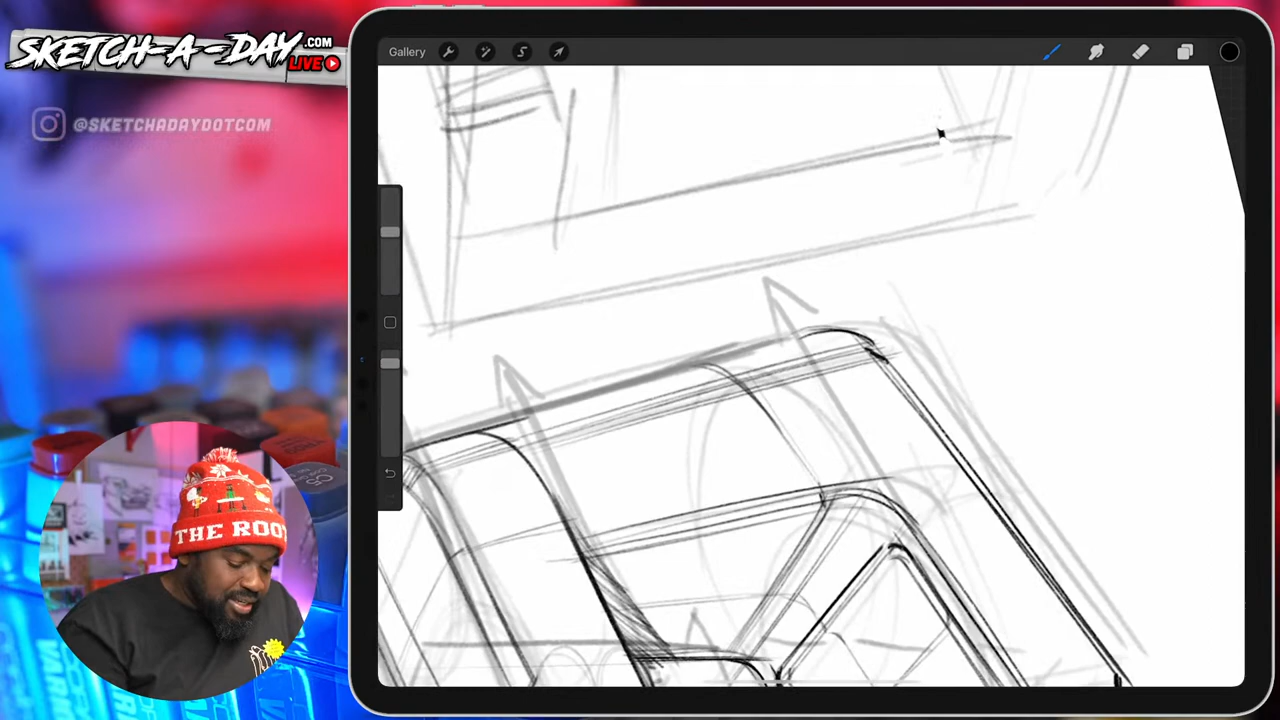 SKETCH-A-DAY.COM
LIVE
@SKETCHADAYDOTCOM
Gallery
THE ROO